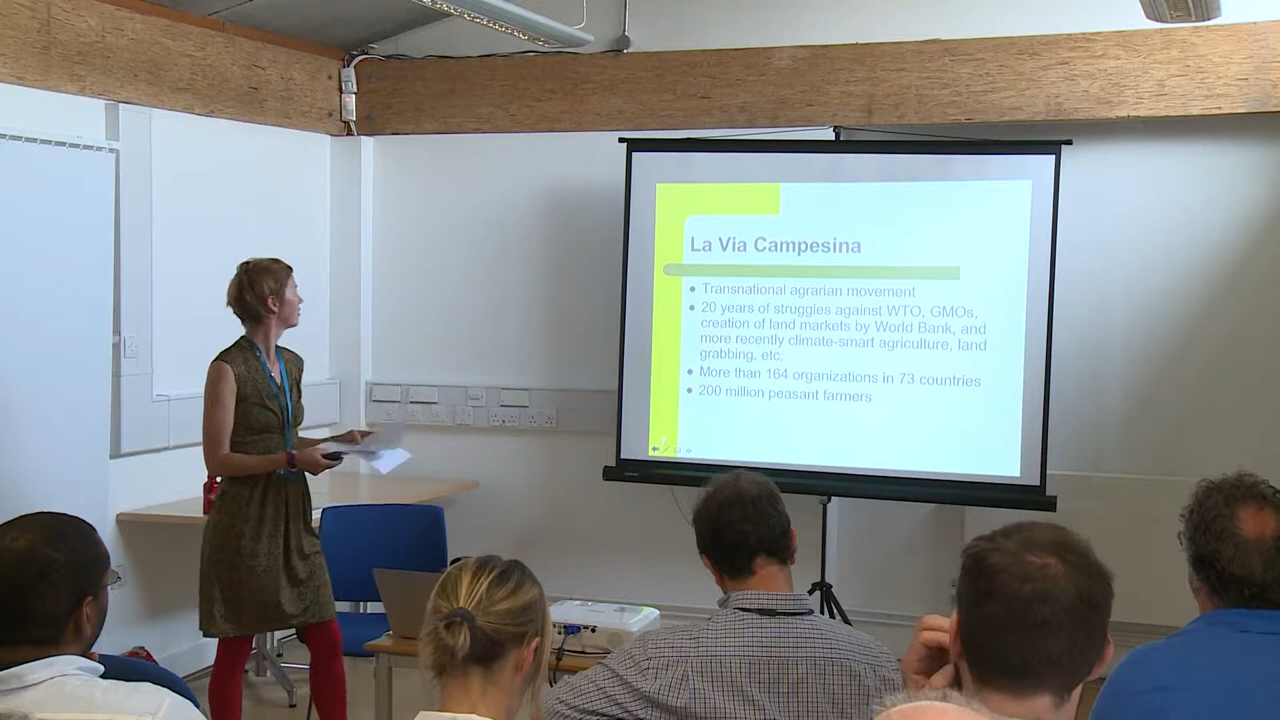 La Via Campesina
Transnational agrarian movement
20 years of struggles against WTO, GMOs,
creation of land markets by World Bank, and
more recently climate-smart agriculture, land
grabbing, etc.
More than 164 organizations in 73 countries
200 million peasant farmers